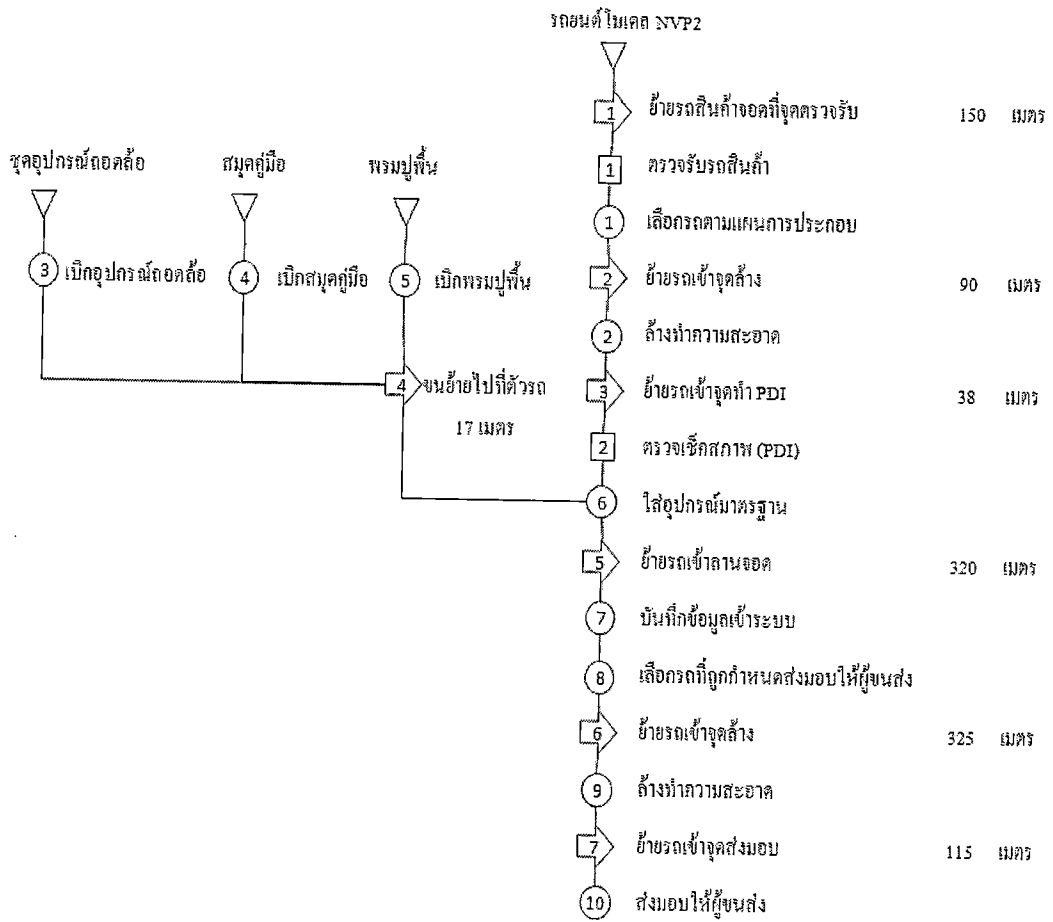 รถยนต์โมเดล NVP2
1 ย้ายรถสินค้าจอดที่จุดตรวจรับ 150 เมตร
1 ตรวจรับรถสินค้า
1 เลือกรถตามแผนการประกอบ
2 ย้ายรถเข้าจุดล้าง 90 เมตร
2 ล้างทำความสะอาด
3 ย้ายรถเข้าจุดทำ PDI 38 เมตร
2 ตรวจเช็คสภาพ (PDI)
ชุดอุปกรณ์ถอดล้อ สมุดคู่มือ พรมปูพื้น
3 เบิกอุปกรณ์ถอดล้อ 4 เบิกสมุดคู่มือ 5 เบิกพรมปูพื้น
4 ขนย้ายไปที่ตัวรถ
17 เมตร
6 ใส่อุปกรณ์มาตรฐาน
5 ย้ายรถเข้าลานจอด 320 เมตร
7 บันทึกข้อมูลเข้าระบบ
8 เลือกรถที่ถูกกำหนดส่งมอบให้ผู้ขนส่ง
6 ย้ายรถเข้าจุดล้าง 325 เมตร
9 ล้างทำความสะอาด
7 ย้ายรถเข้าจุดส่งมอบ 115 เมตร
10 ส่งมอบให้ผู้ขนส่ง